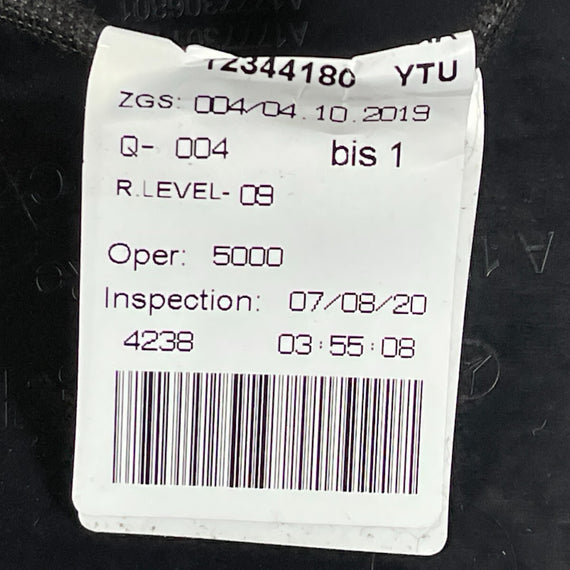 12344180 YTU
ZGS: 004/04.10.2019
Q- 004 bis 1
R.LEVEL- 09
Oper: 5000
Inspection: 07/08/20
4238 03:55:08